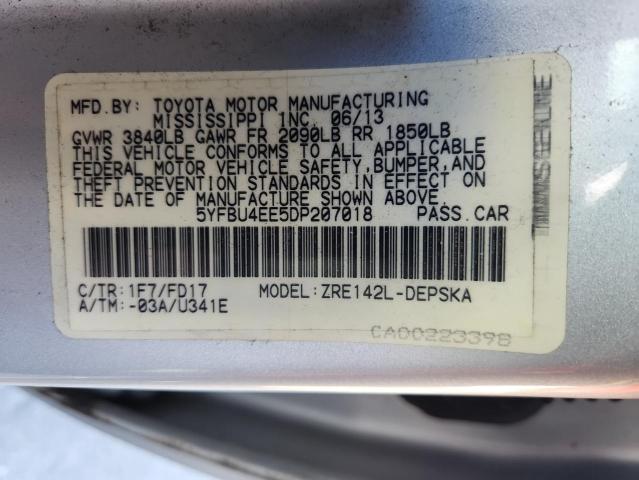 MFD.BY: TOYOTA MOTOR MANUFACTURING
MISSISSIPPI INC 06/13
GVWR 3840LB GAWR FR 2090LB RR 1850LB
THIS VEHICLE CONFORMS TO ALL APPLICABLE
FEDERAL MOTOR VEHICLE SAFETY, BUMPER, AND
THEFT PREVENTION STANDARDS IN EFFECT ON THE
DATE OF MANUFACTURE SHOWN ABOVE.
5YFBU4EE5DP207018 PASS.CAR
C/TR:1F7/FD17 MODEL:ZRE142L-DEPSKA
A/TM:-03A/U341E
CA00223398